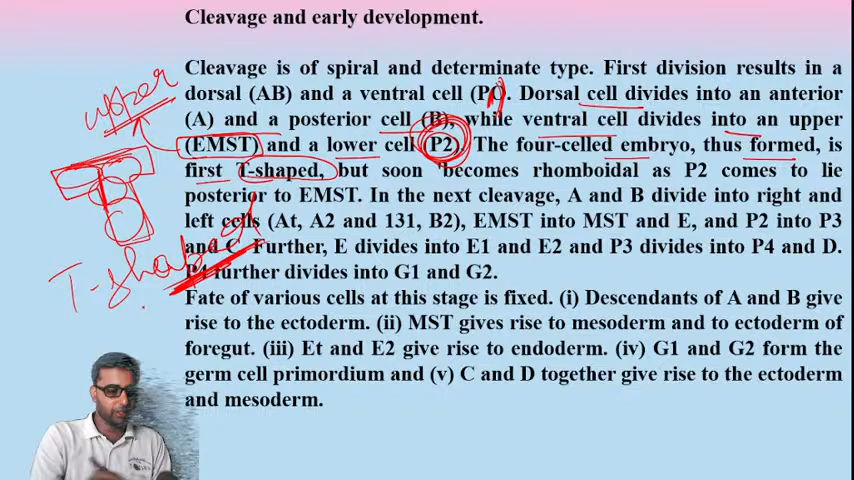 Cleavage and early development.
Cleavage is of spiral and determinate type. First division results in a
dorsal (AB) and a ventral cell (P1). Dorsal cell divides into an anterior
(A) and a posterior cell (B), while ventral cell divides into an upper
(EMST) and a lower cell (P2). The four-celled embryo, thus formed, is
first T-shaped, but soon becomes rhomboidal as P2 comes to lie
posterior to EMST. In the next cleavage, A and B divide into right and
left cells (At, A2 and 131, B2), EMST into MST and E, and P2 into P3
and C. Further, E divides into E1 and E2 and P3 divides into P4 and D.
P4 further divides into G1 and G2.
Fate of various cells at this stage is fixed. (i) Descendants of A and B give
rise to the ectoderm. (ii) MST gives rise to mesoderm and to ectoderm of
foregut. (iii) Et and E2 give rise to endoderm. (iv) G1 and G2 form the
germ cell primordium and (v) C and D together give rise to the ectoderm
and mesoderm.
upper
T-shaped